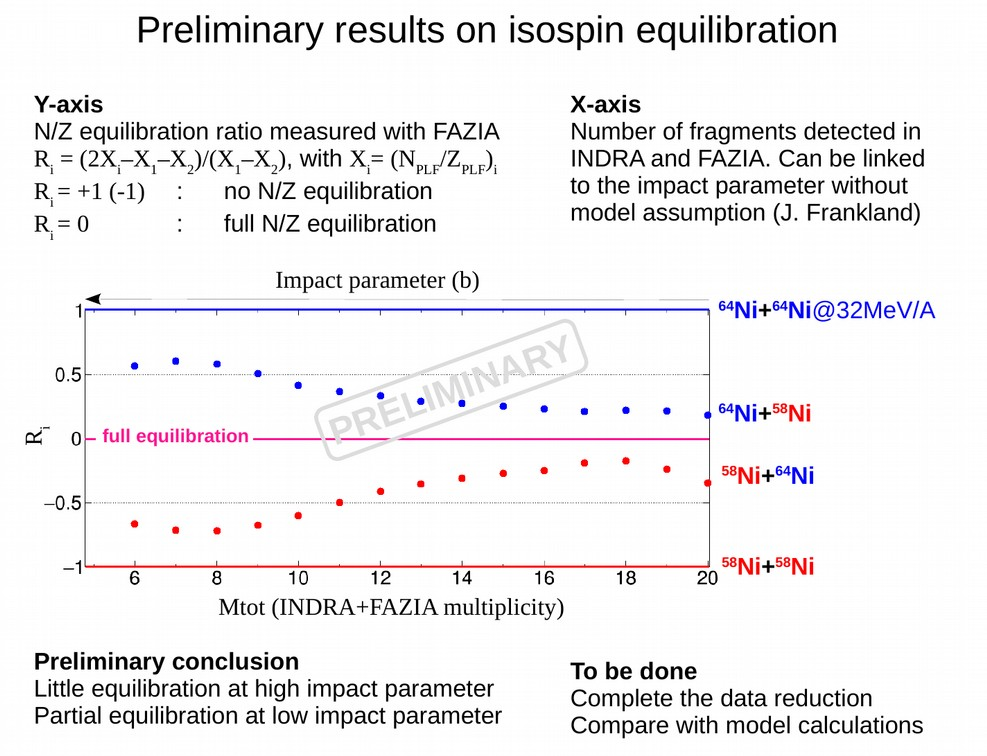 Preliminary results on isospin equilibration
Y-axis
N/Z equilibration ratio measured with FAZIA
Rᵢ = (2Xᵢ–X₁–X₂)/(X₁–X₂), with Xᵢ= (N_PLF/Z_PLF)ᵢ
Rᵢ = +1 (-1) : no N/Z equilibration
Rᵢ = 0 : full N/Z equilibration
X-axis
Number of fragments detected in
INDRA and FAZIA. Can be linked
to the impact parameter without
model assumption (J. Frankland)
Impact parameter (b)
1
0.5
0
–0.5
–1
Rᵢ
full equilibration
PRELIMINARY
⁶⁴Ni+⁶⁴Ni@32MeV/A
⁶⁴Ni+⁵⁸Ni
⁵⁸Ni+⁶⁴Ni
⁵⁸Ni+⁵⁸Ni
6 8 10 12 14 16 18 20
Mtot (INDRA+FAZIA multiplicity)
Preliminary conclusion
Little equilibration at high impact parameter
Partial equilibration at low impact parameter
To be done
Complete the data reduction
Compare with model calculations